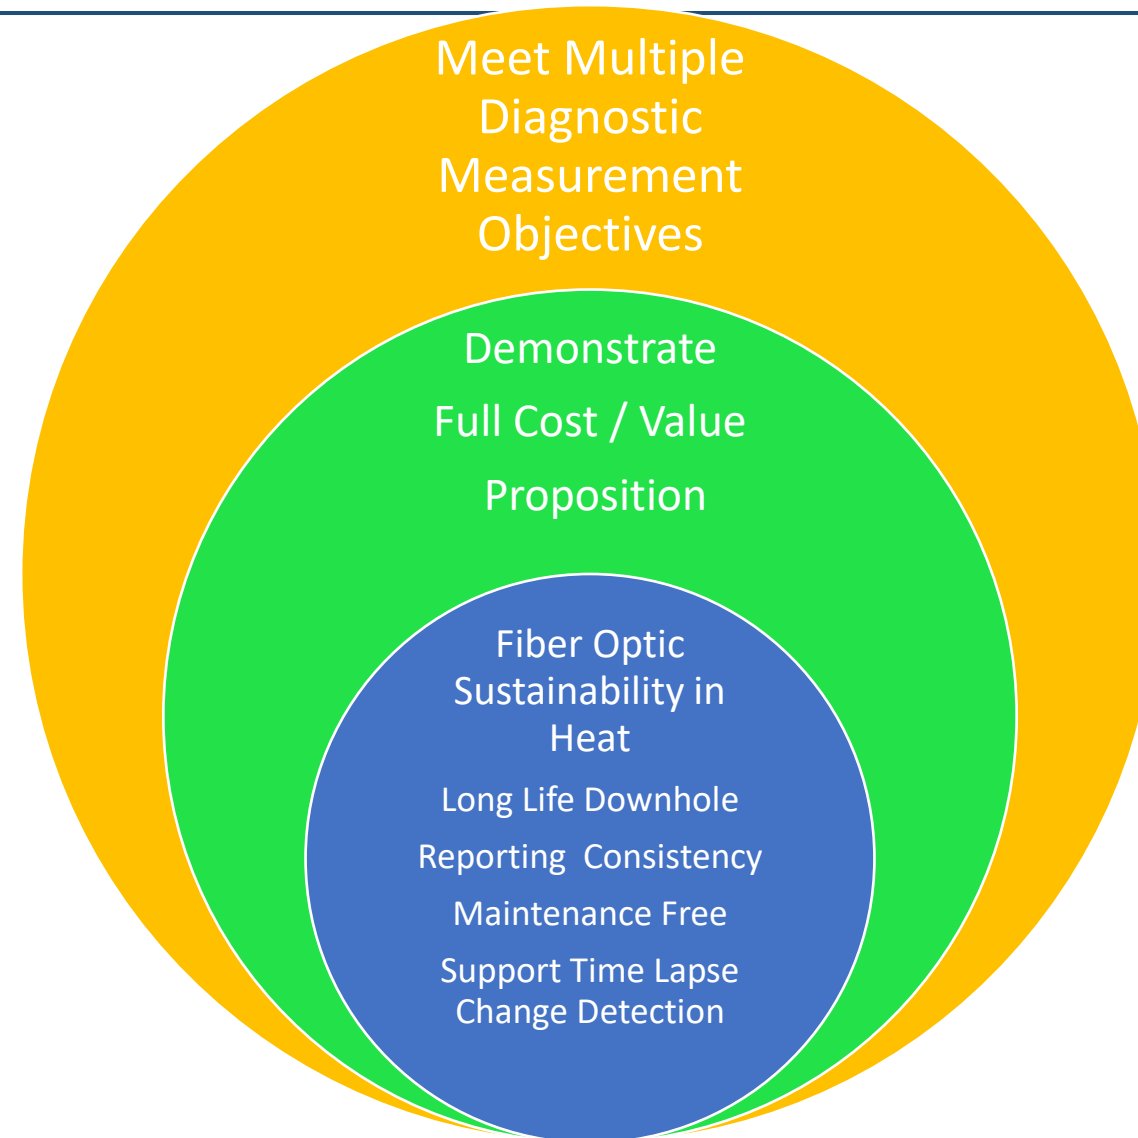 Meet Multiple
Diagnostic
Measurement
Objectives
Demonstrate
Full Cost / Value
Proposition
Fiber Optic
Sustainability in
Heat
Long Life Downhole
Reporting  Consistency
Maintenance Free
Support Time Lapse
Change Detection